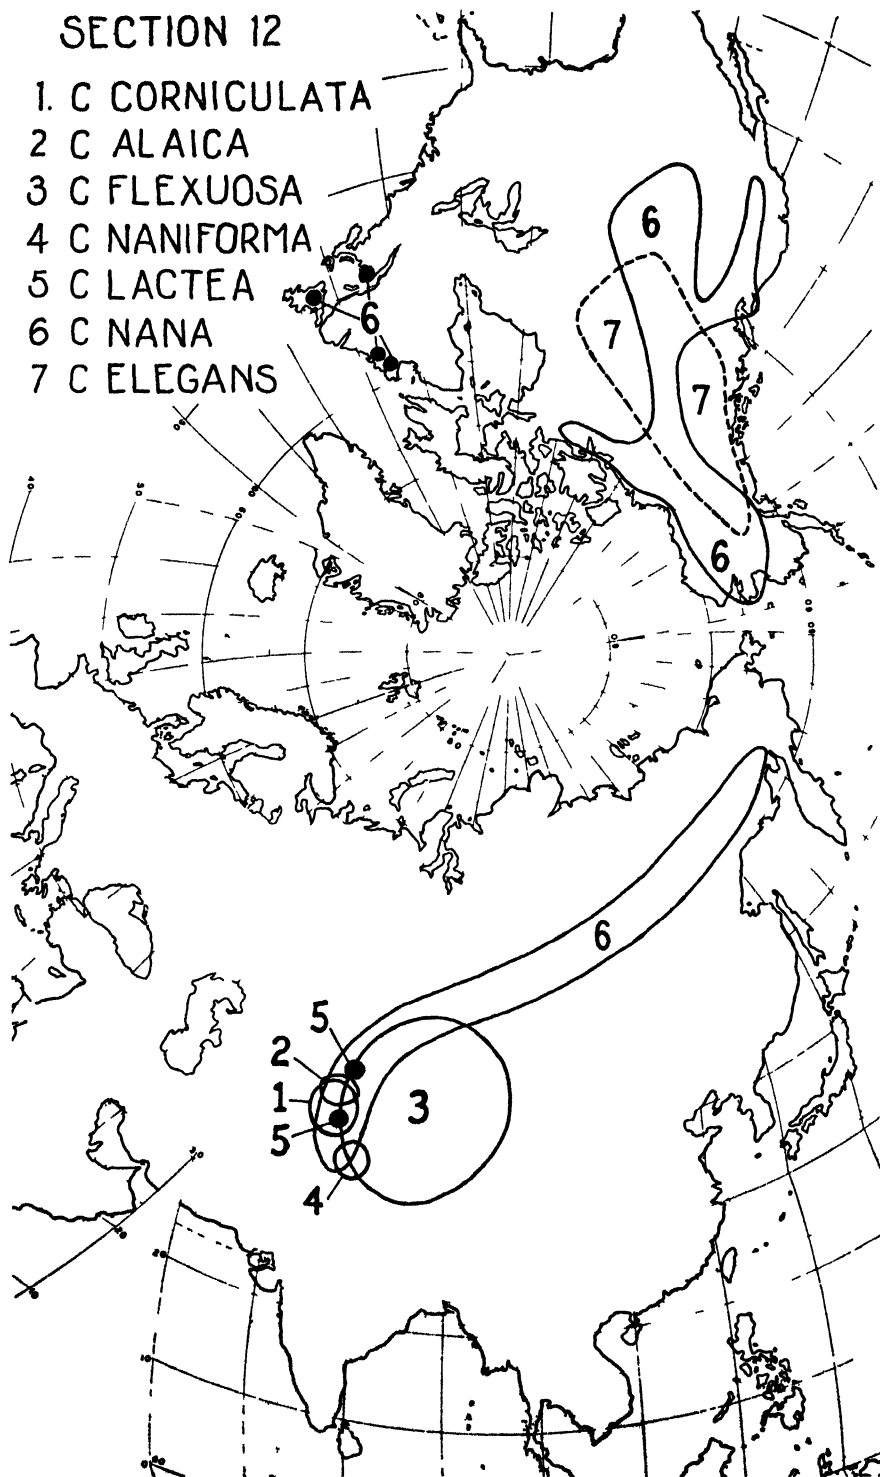 SECTION 12
1. C CORNICULATA
2 C ALAICA
3 C FLEXUOSA
4 C NANIFORMA
5 C LACTEA
6 C NANA
7 C ELEGANS
6
6
7
7
6
6
5
2
1
3
5
4